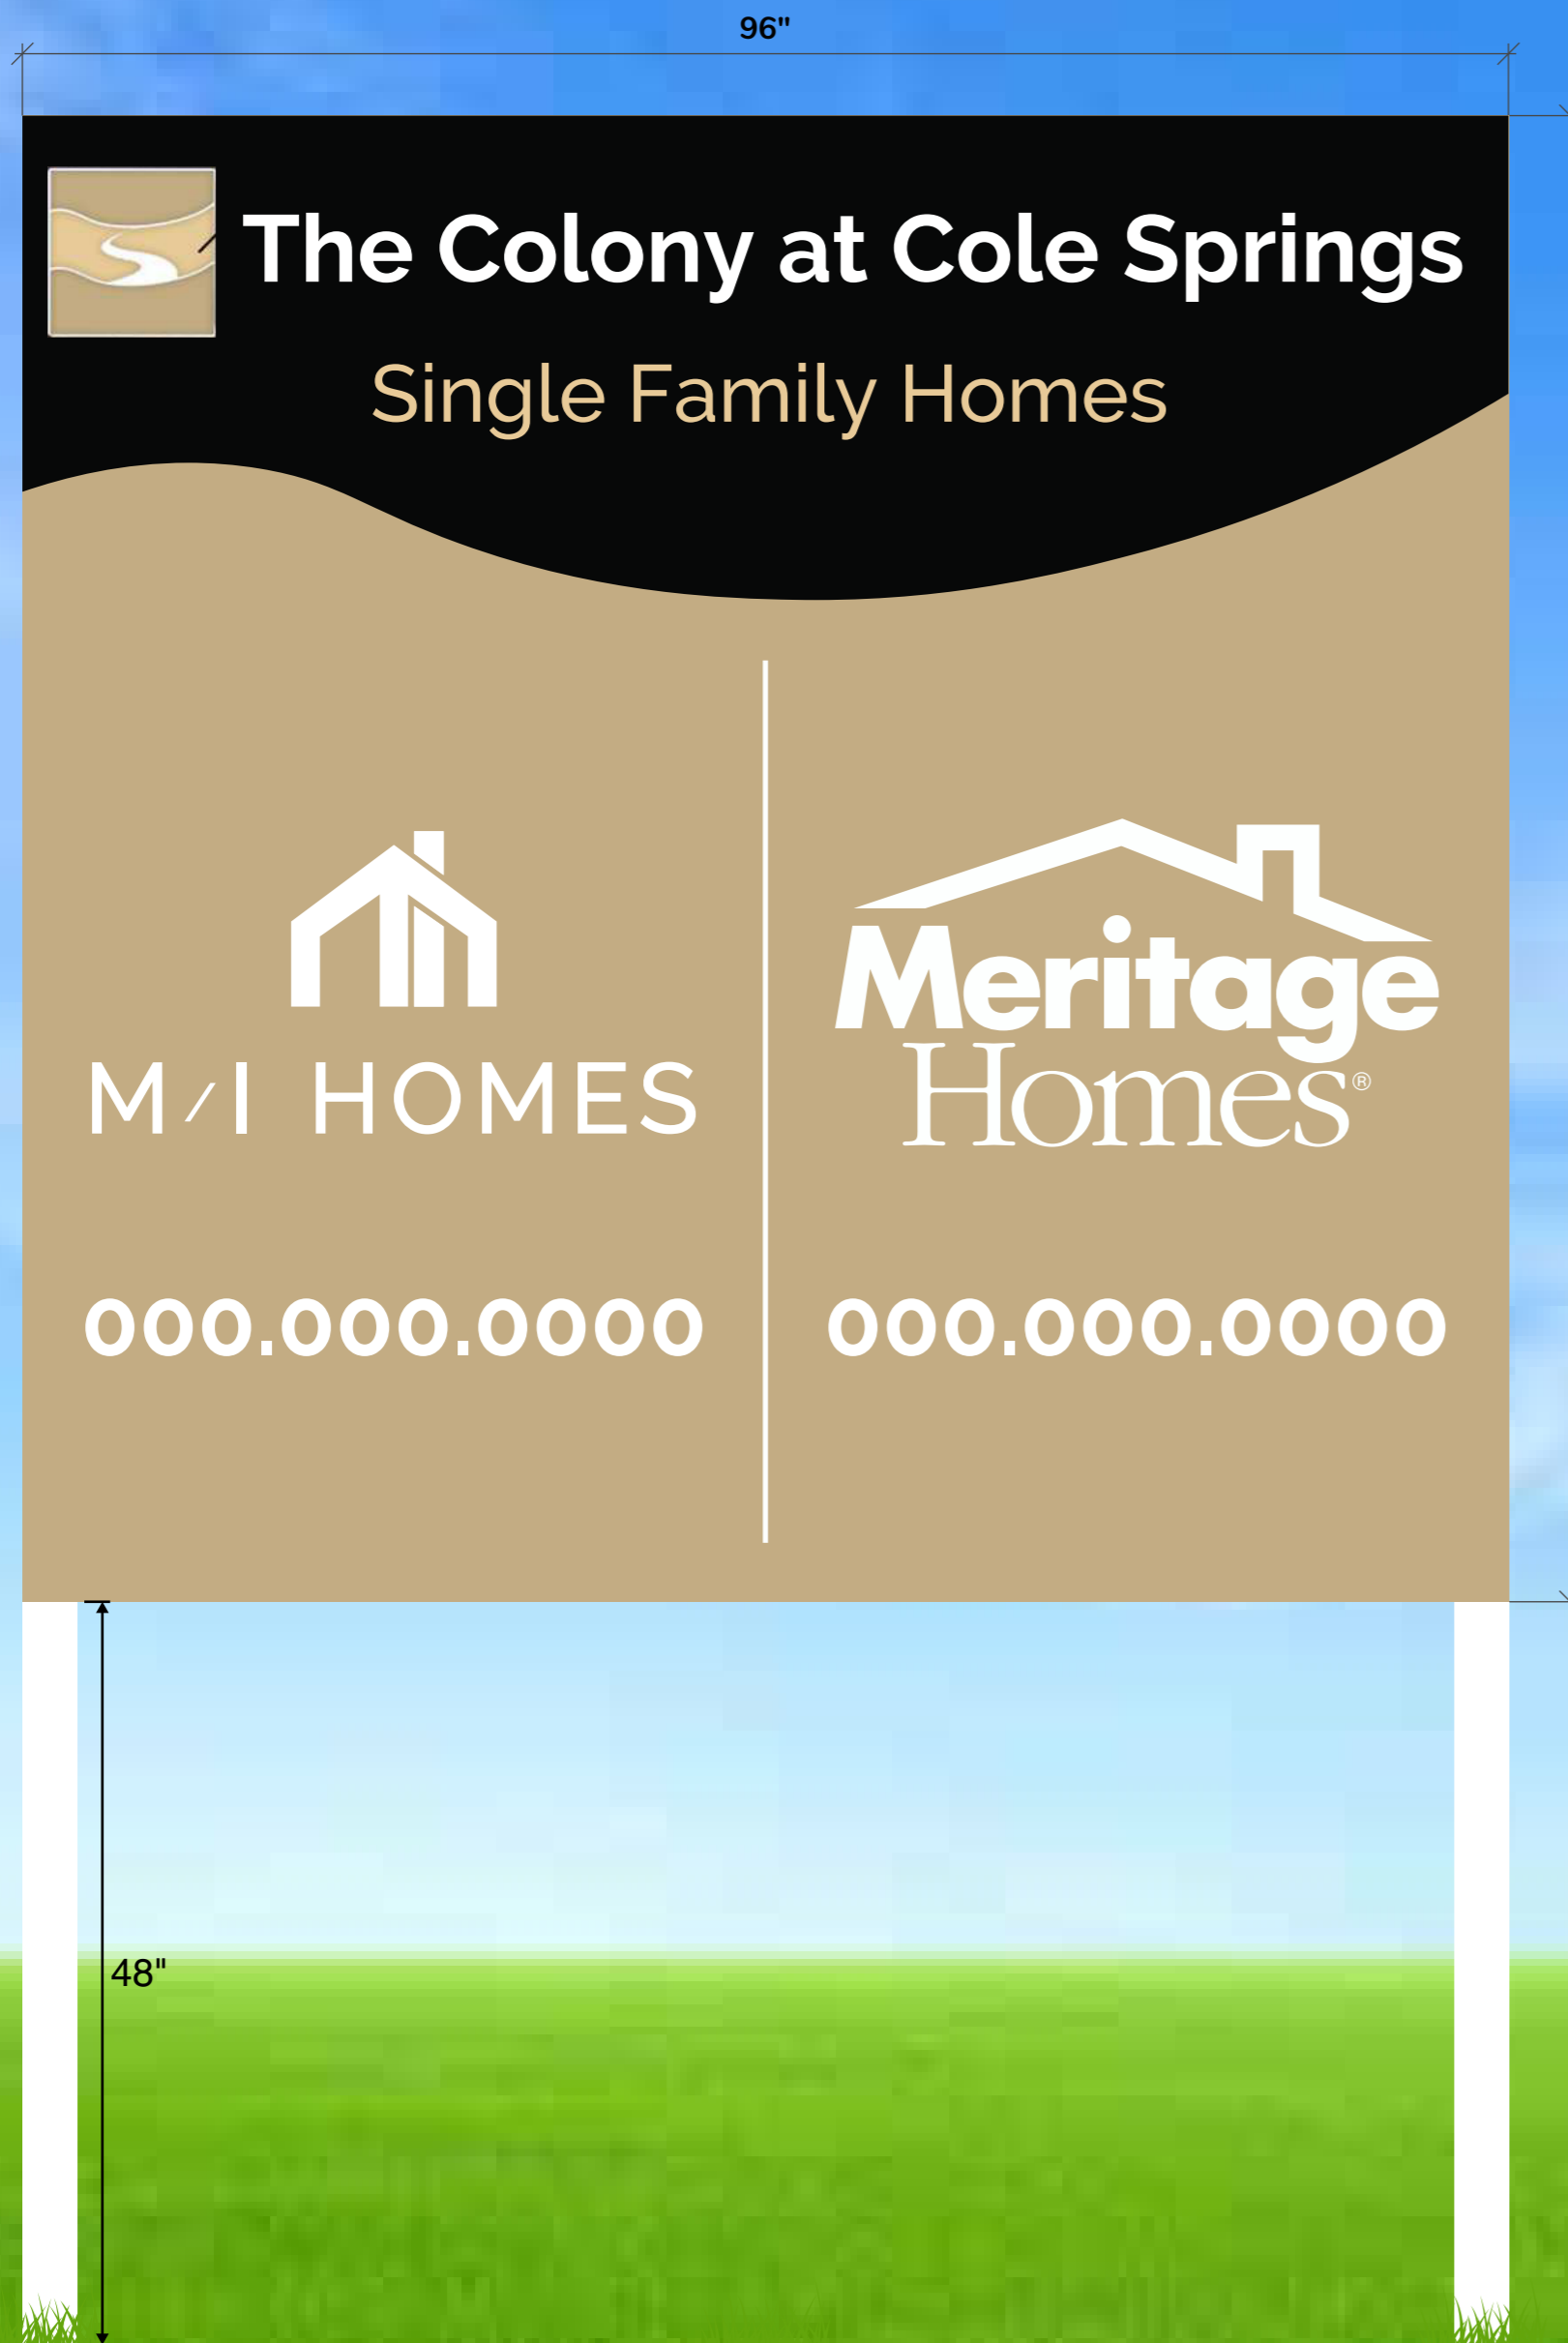 96"
The Colony at Cole Springs
Single Family Homes
M/I HOMES
Meritage
Homes®
000.000.0000
000.000.0000
48"